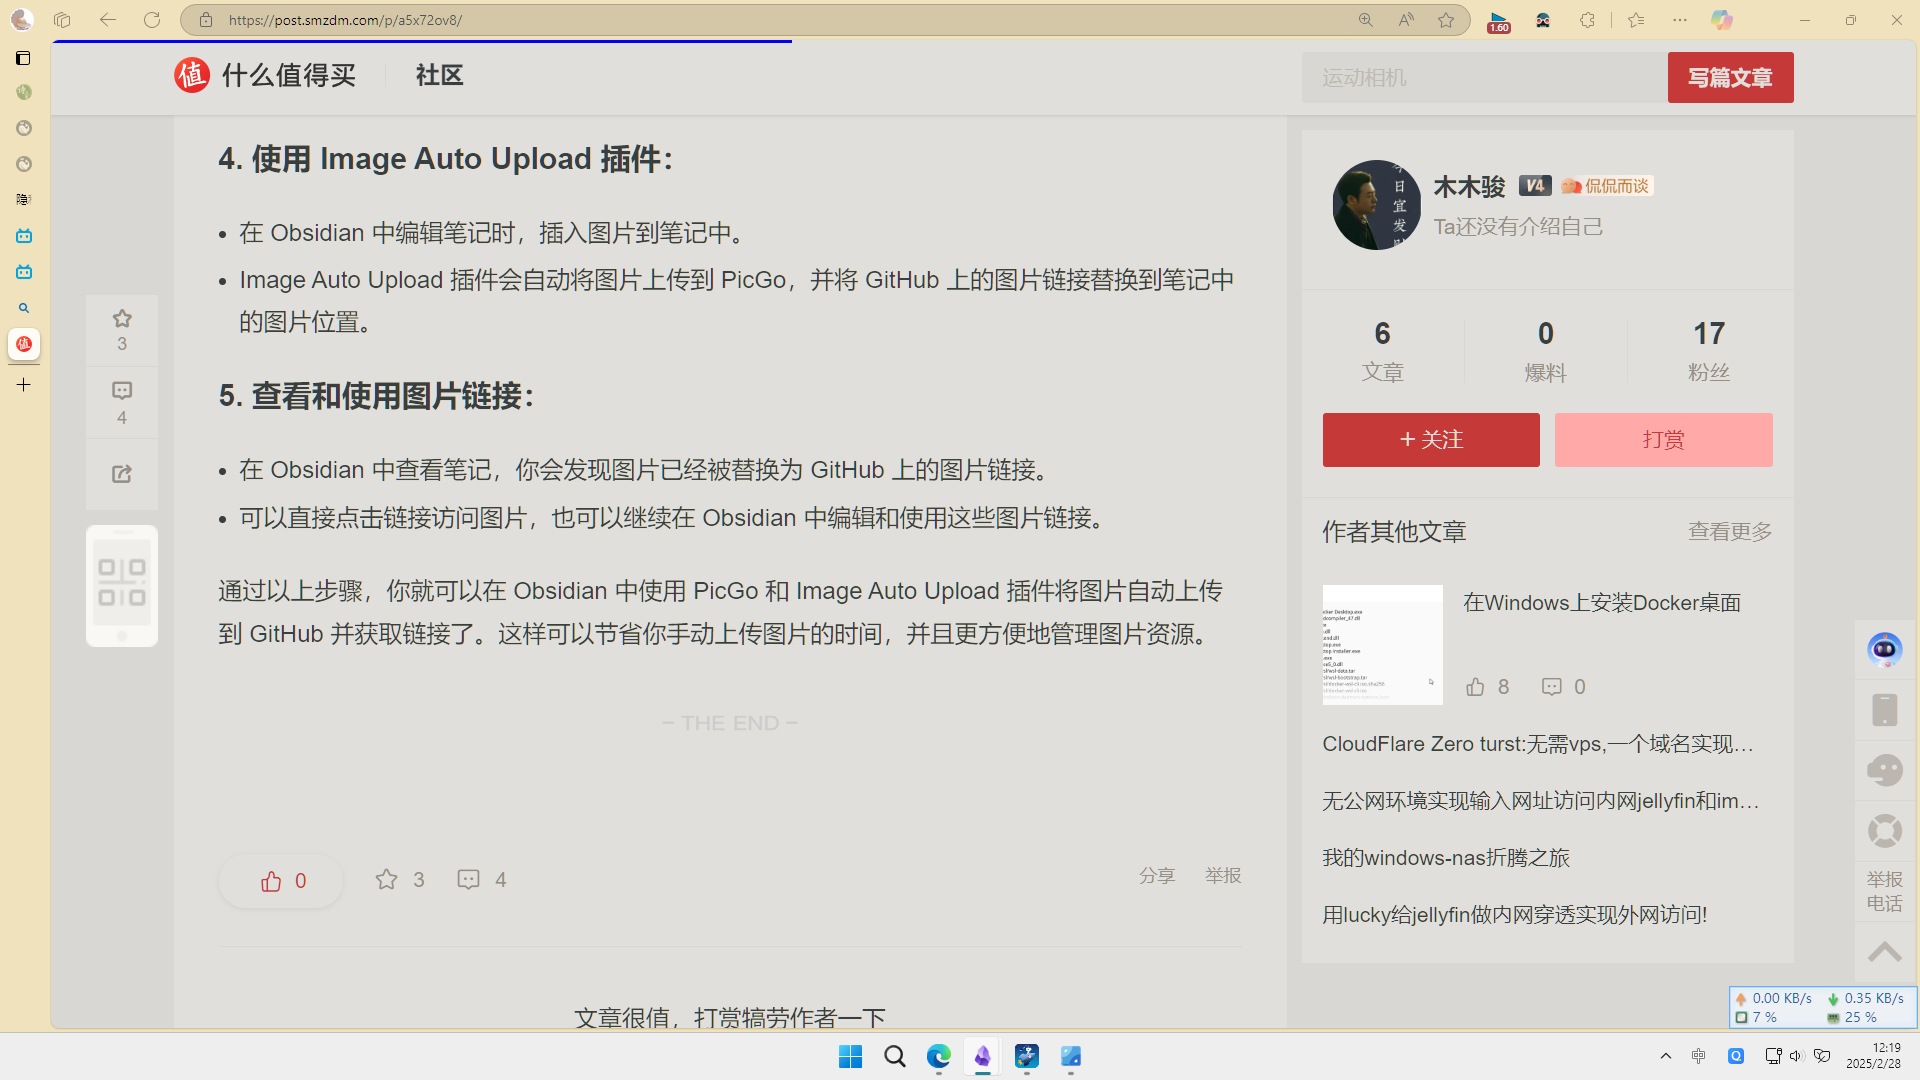 https://post.smzdm.com/p/a5x72ov8/
1.60
值 什么值得买
社区
运动相机
写篇文章
隐
值
4. 使用 Image Auto Upload 插件：
在 Obsidian 中编辑笔记时，插入图片到笔记中。
Image Auto Upload 插件会自动将图片上传到 PicGo，并将 GitHub 上的图片链接替换到笔记中
的图片位置。
5. 查看和使用图片链接：
在 Obsidian 中查看笔记，你会发现图片已经被替换为 GitHub 上的图片链接。
可以直接点击链接访问图片，也可以继续在 Obsidian 中编辑和使用这些图片链接。
通过以上步骤，你就可以在 Obsidian 中使用 PicGo 和 Image Auto Upload 插件将图片自动上传
到 GitHub 并获取链接了。这样可以节省你手动上传图片的时间，并且更方便地管理图片资源。
- THE END -
3
4
0
3
4
分享
举报
文章很值，打赏犒劳作者一下
日
宜
发
木木骏 V4 侃侃而谈
Ta还没有介绍自己
6
文章
0
爆料
17
粉丝
+ 关注
打赏
作者其他文章
查看更多
在Windows上安装Docker桌面
8
0
CloudFlare Zero turst:无需vps,一个域名实现…
无公网环境实现输入网址访问内网jellyfin和im…
我的windows-nas折腾之旅
用lucky给jellyfin做内网穿透实现外网访问!
举报
电话
0.00 KB/s
0.35 KB/s
7 %
25 %
中
12:19
2025/2/28